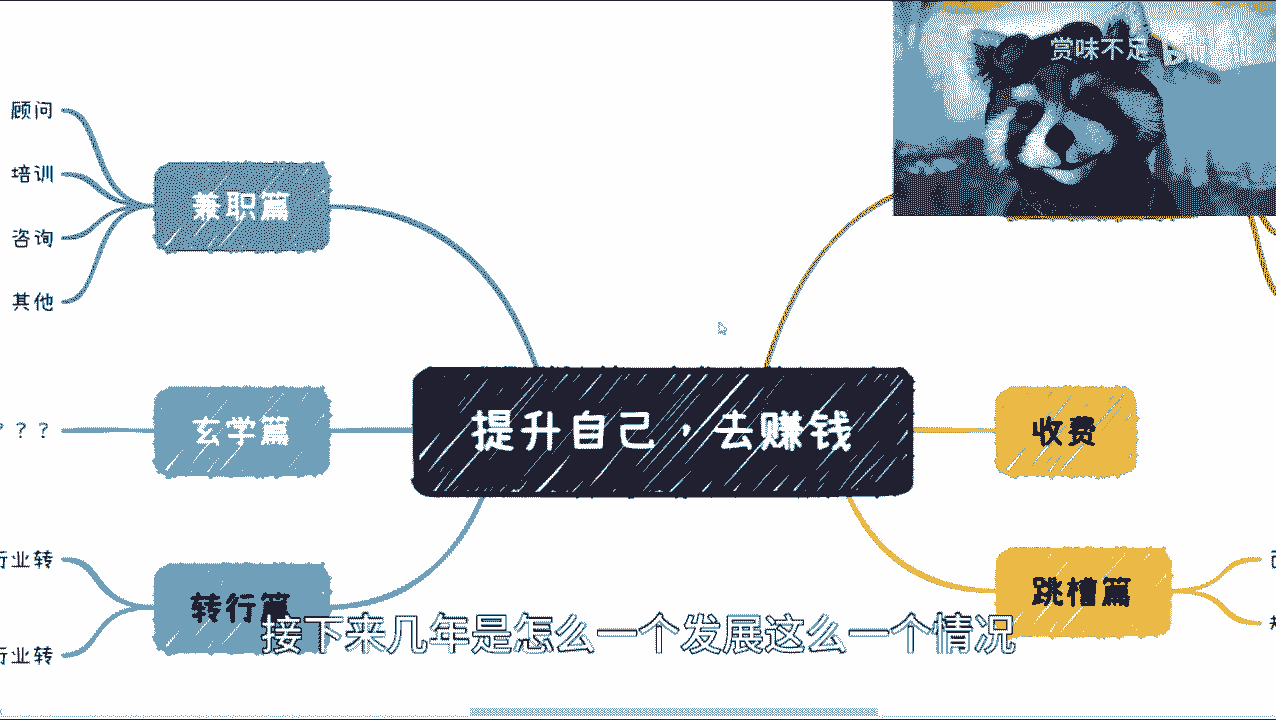 赏味不足
顾问
培训
咨询
其他
兼职篇
玄学篇
? ?
行业转
行业转
转行篇
提升自己，去赚钱
收费
跳槽篇
接下来几年是怎么一个发展这么一个情况